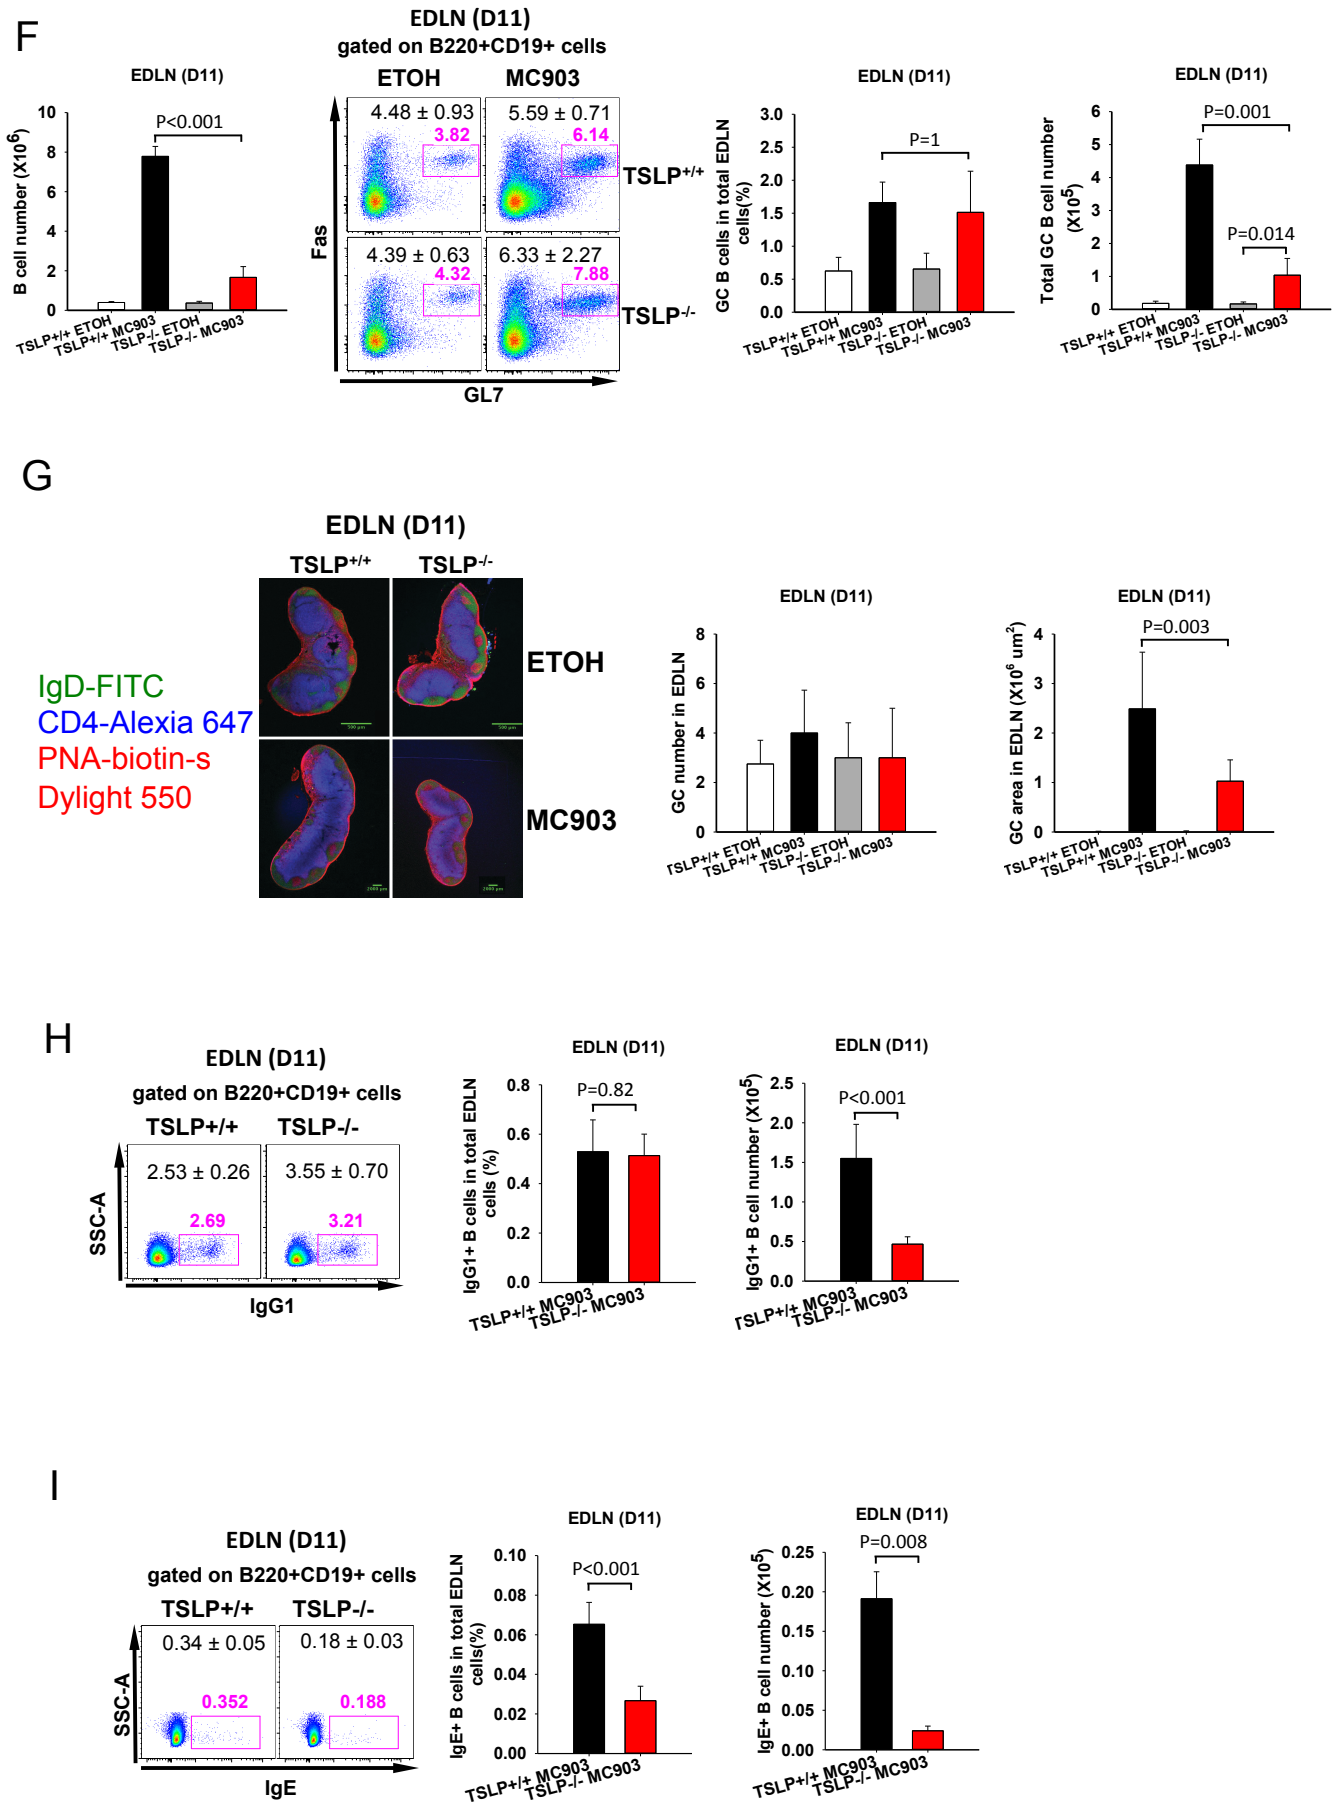 F
EDLN (D11)
gated on B220+CD19+ cells
ETOH MC903
EDLN (D11)
B cell number (X10⁶)
10
8
6
4
2
0
P<0.001
TSLP+/+ ETOH
TSLP+/+ MC903
TSLP-/- ETOH
TSLP-/- MC903
4.48 ± 0.93
3.82
5.59 ± 0.71
6.14
TSLP+/+
4.39 ± 0.63
4.32
6.33 ± 2.27
7.88
TSLP-/-
Fas
GL7
EDLN (D11)
GC B cells in total EDLN
cells(%)
3.0
2.5
2.0
1.5
1.0
0.5
0.0
P=1
TSLP+/+ ETOH
TSLP+/+ MC903
TSLP-/- ETOH
TSLP-/- MC903
EDLN (D11)
Total GC B cell number
(X10⁵)
6
5
4
3
2
1
0
P=0.001
P=0.014
TSLP+/+ ETOH
TSLP+/+ MC903
TSLP-/- ETOH
TSLP-/- MC903
G
EDLN (D11)
TSLP+/+ TSLP-/-
ETOH
MC903
IgD-FITC
CD4-Alexia 647
PNA-biotin-s
Dylight 550
500 µm
500 µm
2000 µm
2000 µm
EDLN (D11)
GC number in EDLN
8
6
4
2
0
TSLP+/+ ETOH
TSLP+/+ MC903
TSLP-/- ETOH
TSLP-/- MC903
EDLN (D11)
GC area in EDLN (X10⁶ um²)
4
3
2
1
0
P=0.003
TSLP+/+ ETOH
TSLP+/+ MC903
TSLP-/- ETOH
TSLP-/- MC903
H
EDLN (D11)
gated on B220+CD19+ cells
TSLP+/+ TSLP-/-
2.53 ± 0.26
2.69
3.55 ± 0.70
3.21
SSC-A
IgG1
EDLN (D11)
IgG1+ B cells in total EDLN
cells (%)
0.8
0.6
0.4
0.2
0.0
P=0.82
TSLP+/+ MC903
TSLP-/- MC903
EDLN (D11)
IgG1+ B cell number (X10⁵)
2.5
2.0
1.5
1.0
0.5
0.0
P<0.001
TSLP+/+ MC903
TSLP-/- MC903
I
EDLN (D11)
gated on B220+CD19+ cells
TSLP+/+ TSLP-/-
0.34 ± 0.05
0.352
0.18 ± 0.03
0.188
SSC-A
IgE
EDLN (D11)
IgE+ B cells in total EDLN
cells(%)
0.10
0.08
0.06
0.04
0.02
0.00
P<0.001
TSLP+/+ MC903
TSLP-/- MC903
EDLN (D11)
IgE+ B cell number (X10⁵)
0.25
0.20
0.15
0.10
0.05
0.00
P=0.008
TSLP+/+ MC903
TSLP-/- MC903